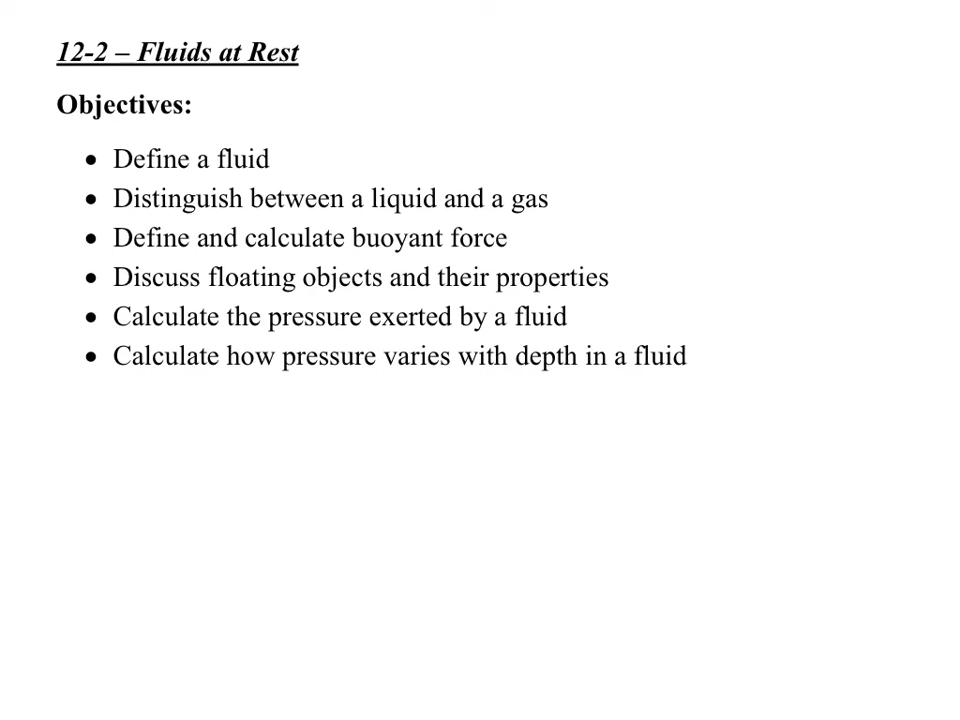 12-2 – Fluids at Rest
Objectives:
• Define a fluid
• Distinguish between a liquid and a gas
• Define and calculate buoyant force
• Discuss floating objects and their properties
• Calculate the pressure exerted by a fluid
• Calculate how pressure varies with depth in a fluid